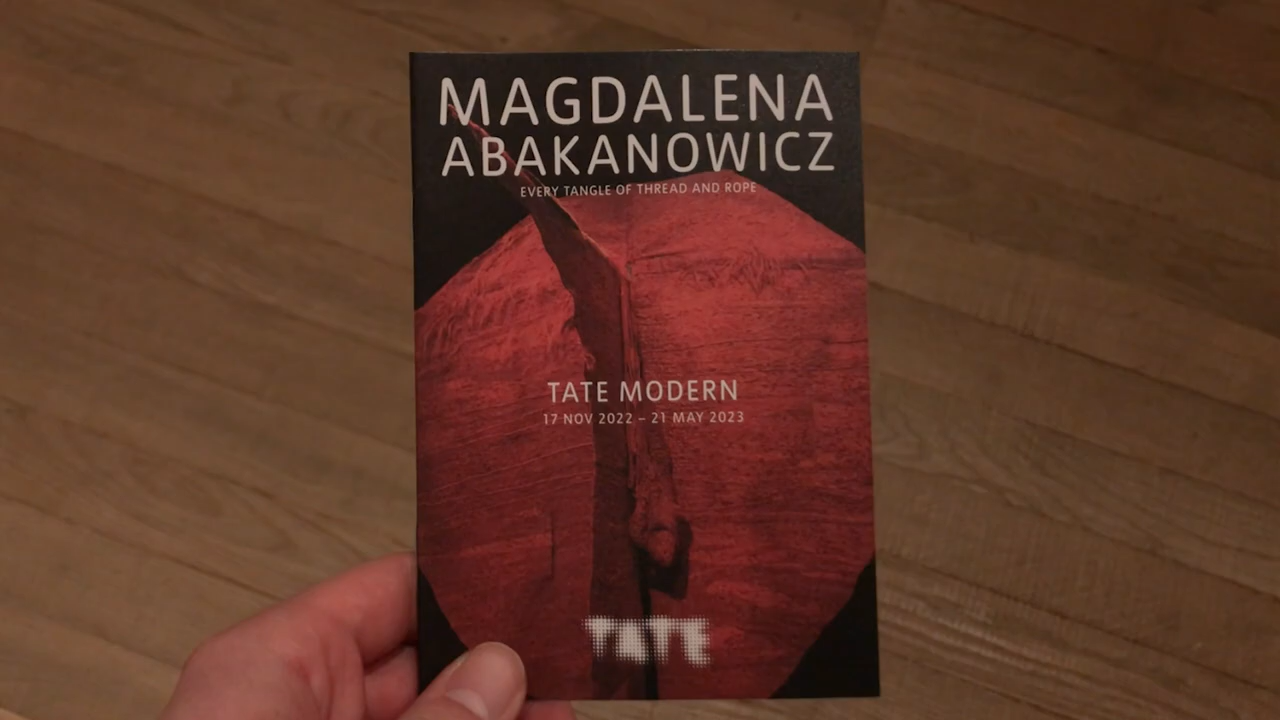 MAGDALENA
ABAKANOWICZ
EVERY TANGLE OF THREAD AND ROPE
TATE MODERN
17 NOV 2022 – 21 MAY 2023
TATE